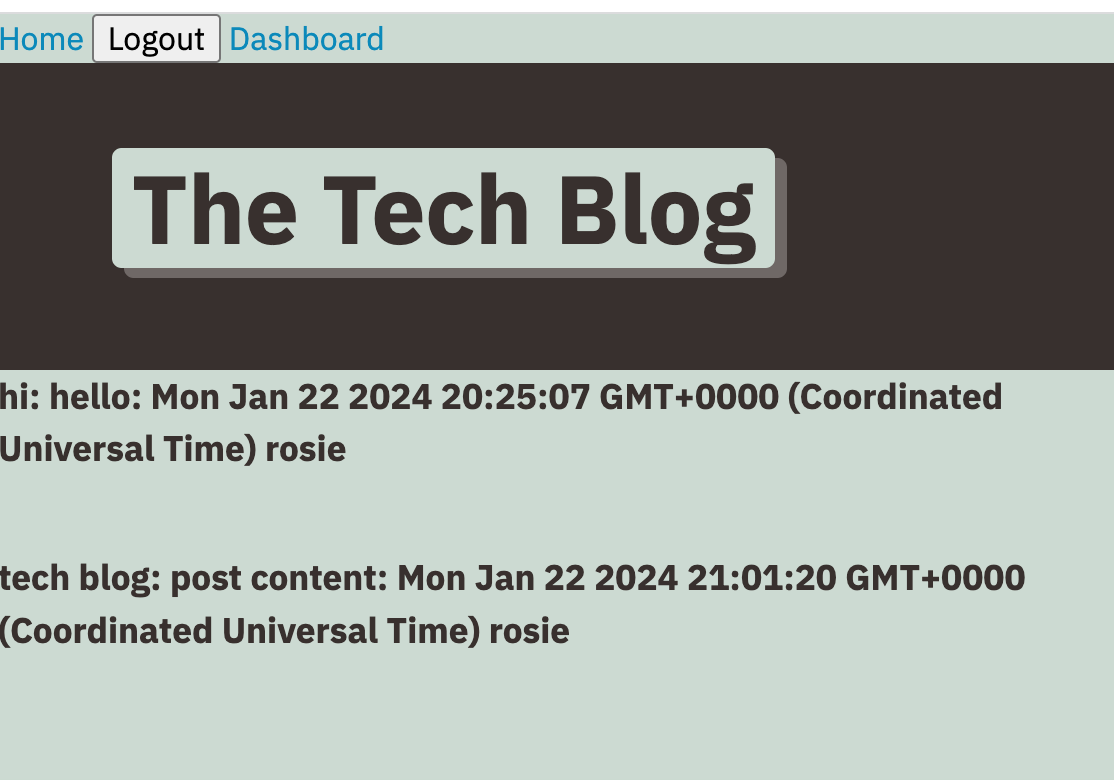 Home Logout Dashboard
The Tech Blog
hi: hello: Mon Jan 22 2024 20:25:07 GMT+0000 (Coordinated
Universal Time) rosie
tech blog: post content: Mon Jan 22 2024 21:01:20 GMT+0000
(Coordinated Universal Time) rosie